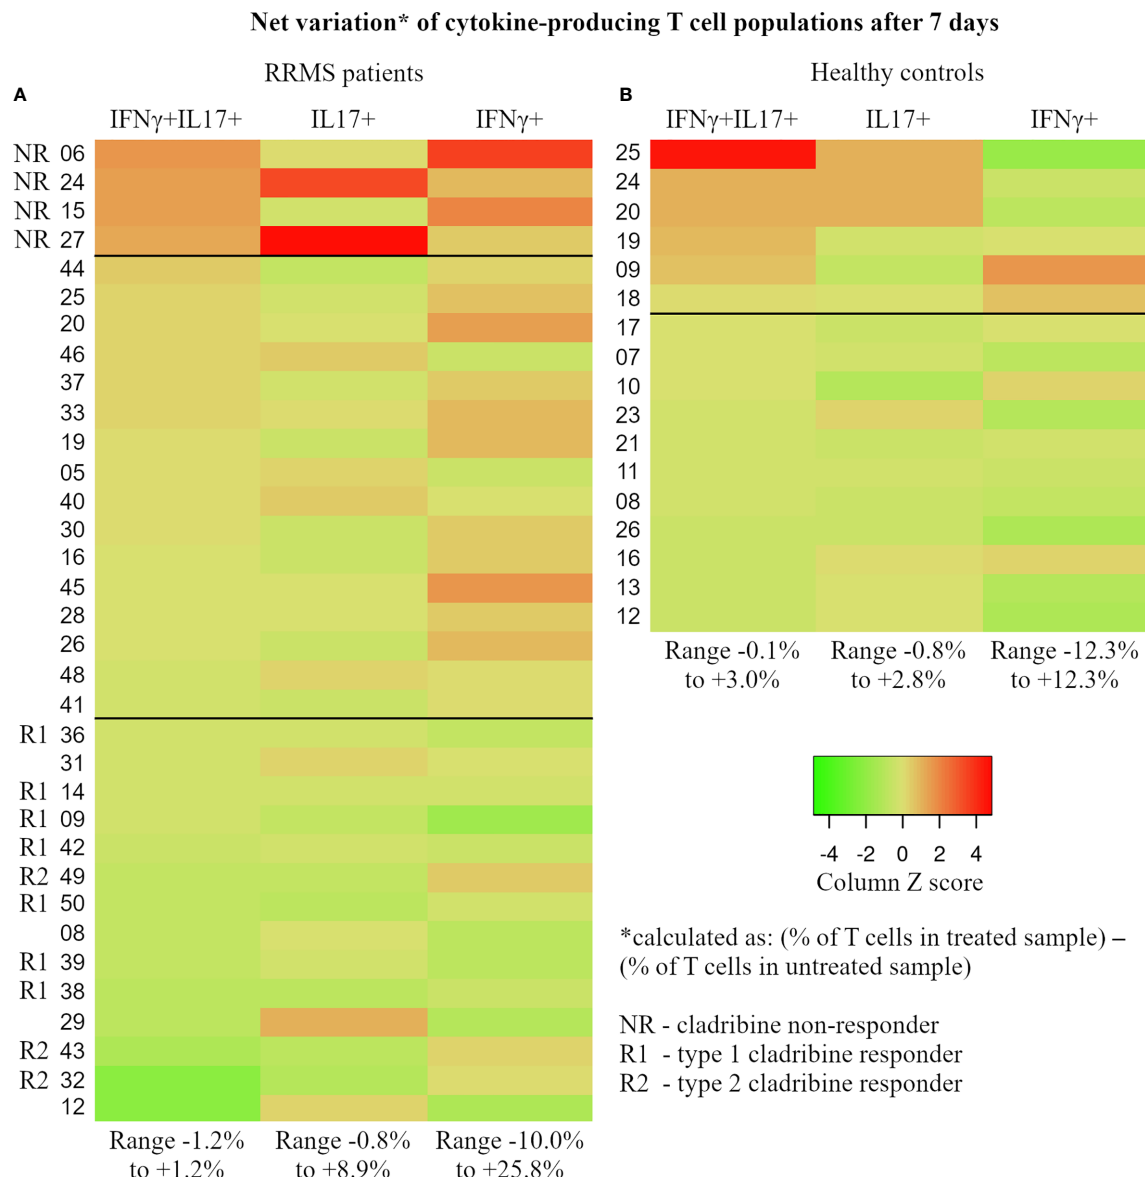 Net variation* of cytokine-producing T cell populations after 7 days
RRMS patients
A
IFNγ+IL17+ IL17+ IFNγ+
NR 06
NR 24
NR 15
NR 27
44
25
20
46
37
33
19
05
40
30
16
45
28
26
48
41
R1 36
31
R1 14
R1 09
R1 42
R2 49
R1 50
08
R1 39
R1 38
29
R2 43
R2 32
12
Range -1.2% Range -0.8% Range -10.0%
to +1.2% to +8.9% to +25.8%
Healthy controls
B
IFNγ+IL17+ IL17+ IFNγ+
25
24
20
19
09
18
17
07
10
23
21
11
08
26
16
13
12
Range -0.1% Range -0.8% Range -12.3%
to +3.0% to +2.8% to +12.3%
-4 -2 0 2 4
Column Z score
*calculated as: (% of T cells in treated sample) –
(% of T cells in untreated sample)
NR - cladribine non-responder
R1 - type 1 cladribine responder
R2 - type 2 cladribine responder